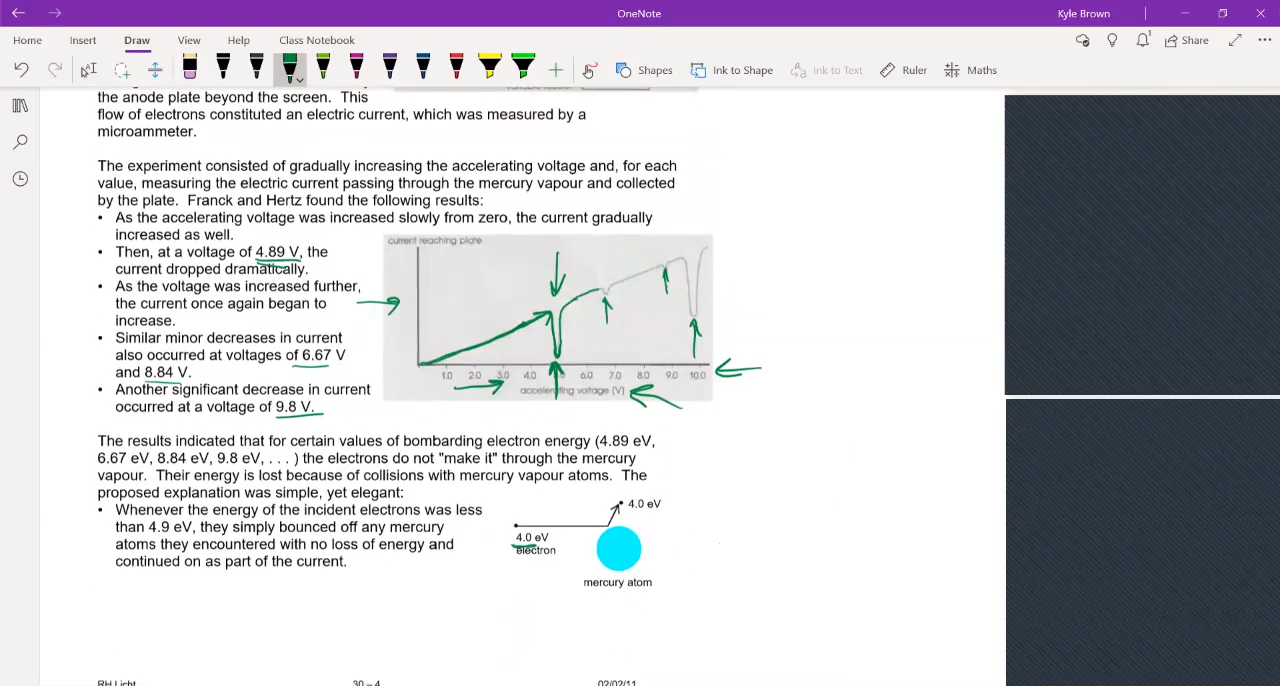 OneNote
Kyle Brown
Home Insert Draw View Help Class Notebook
Share
Shapes Ink to Shape Ink to Text Ruler Maths
the anode plate beyond the screen. This
flow of electrons constituted an electric current, which was measured by a
microammeter.
The experiment consisted of gradually increasing the accelerating voltage and, for each
value, measuring the electric current passing through the mercury vapour and collected
by the plate. Franck and Hertz found the following results:
• As the accelerating voltage was increased slowly from zero, the current gradually
increased as well.
• Then, at a voltage of 4.89 V, the
current dropped dramatically.
• As the voltage was increased further,
the current once again began to
increase.
• Similar minor decreases in current
also occurred at voltages of 6.67 V
and 8.84 V.
• Another significant decrease in current
occurred at a voltage of 9.8 V.
current reaching plate
1.0 2.0 3.0 4.0 6.0 7.0 8.0 9.0 10.0
accelerating voltage (V)
The results indicated that for certain values of bombarding electron energy (4.89 eV,
6.67 eV, 8.84 eV, 9.8 eV, . . . ) the electrons do not "make it" through the mercury
vapour. Their energy is lost because of collisions with mercury vapour atoms. The
proposed explanation was simple, yet elegant:
• Whenever the energy of the incident electrons was less
than 4.9 eV, they simply bounced off any mercury
atoms they encountered with no loss of energy and
continued on as part of the current.
4.0 eV
4.0 eV
electron
mercury atom
RH Licht
30 – 4
02/02/11